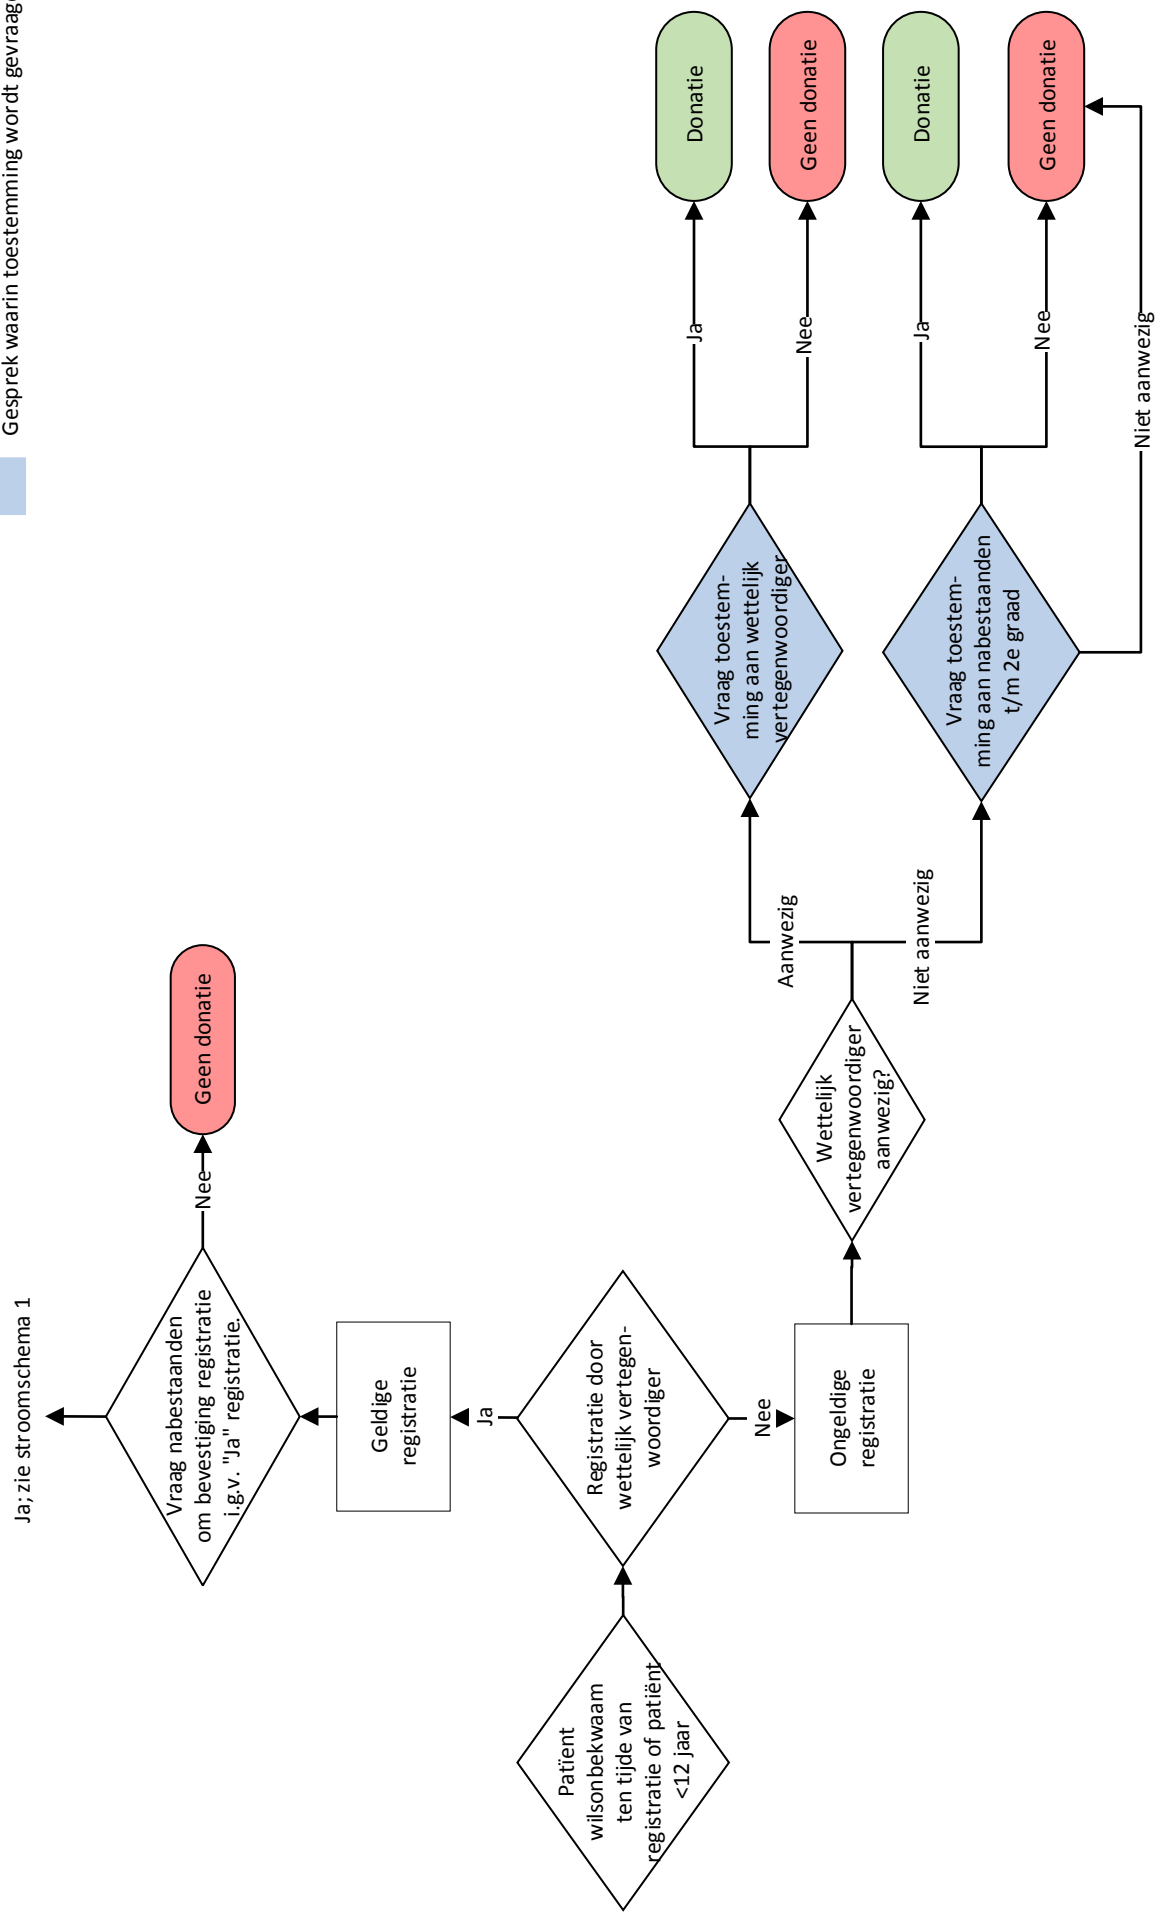 Gesprek waarin toestemming wordt gevraag
Ja; zie stroomschema 1
Vraag nabestaanden
om bevestiging registratie
i.g.v. "Ja" registratie.
Nee
Geen donatie
Geldige
registratie
Ja
Patïent
wilsonbekwaam
ten tijde van
registratie of patiënt
<12 jaar
Registratie door
wettelijk vertegen-
woordiger
Nee
Ongeldige
registratie
Wettelijk
vertegenwoordiger
aanwezig?
Aanwezig
Niet aanwezig
Vraag toestem-
ming aan wettelijk
vertegenwoordiger
Ja
Donatie
Nee
Geen donatie
Vraag toestem-
ming aan nabestaanden
t/m 2e graad
Ja
Donatie
Nee
Geen donatie
Niet aanwezig